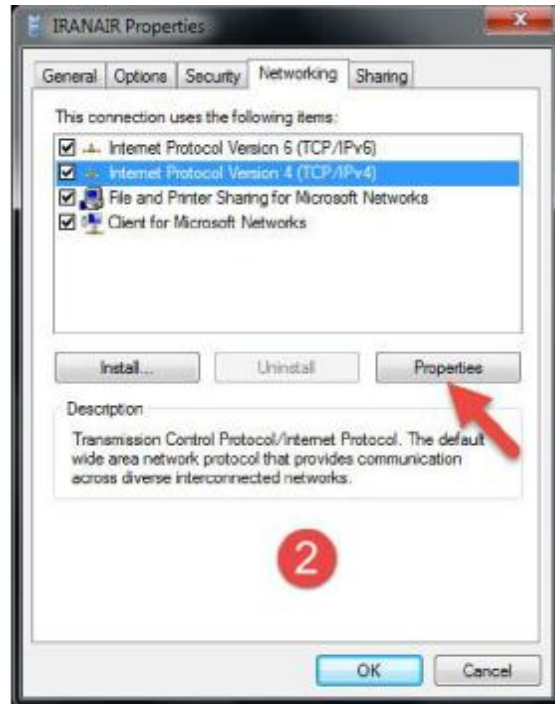 IRANAIR Properties
General Options Security Networking Sharing
This connection uses the following items:
Internet Protocol Version 6 (TCP/IPv6)
Internet Protocol Version 4 (TCP/IPv4)
File and Printer Sharing for Microsoft Networks
Client for Microsoft Networks
Install... Uninstall Properties
Description
Transmission Control Protocol/Internet Protocol. The default
wide area network protocol that provides communication
across diverse interconnected networks.
2
OK Cancel